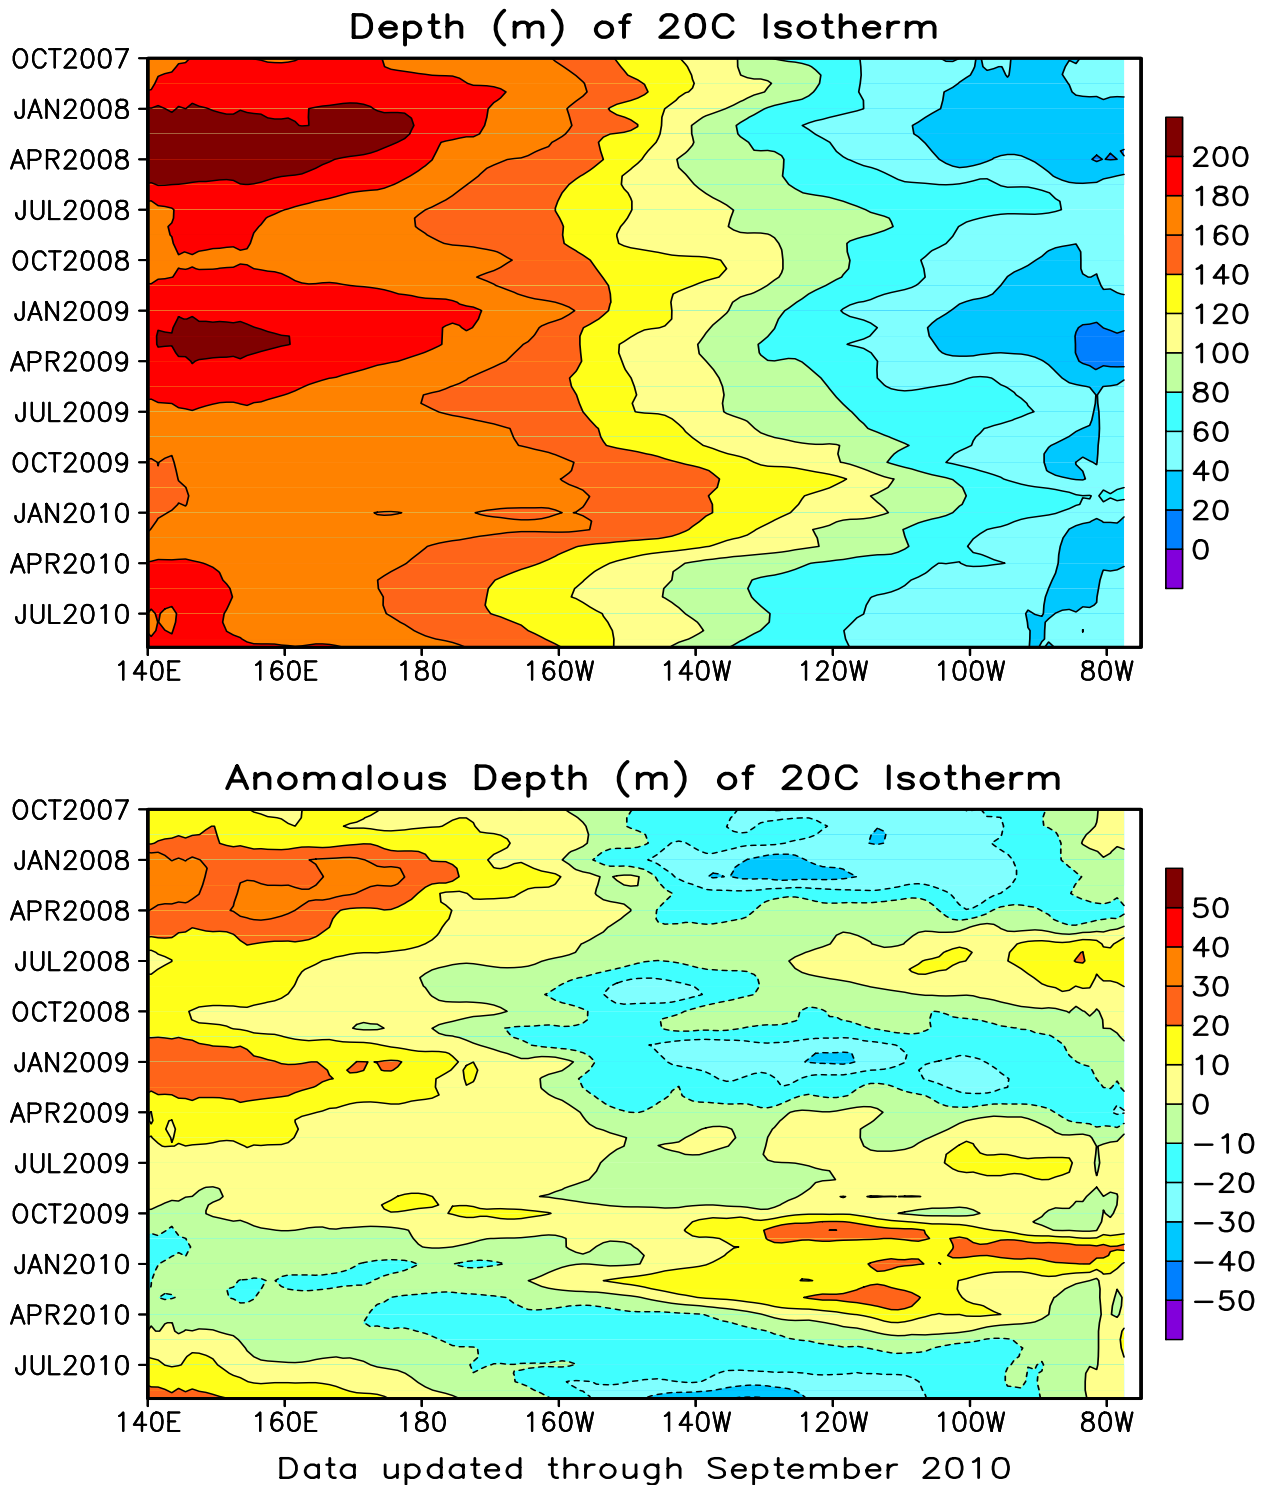 Depth (m) of 20C Isotherm
OCT2007
JAN2008
APR2008
JUL2008
OCT2008
JAN2009
APR2009
JUL2009
OCT2009
JAN2010
APR2010
JUL2010
140E 160E 180 160W 140W 120W 100W 80W
200
180
160
140
120
100
80
60
40
20
0
Anomalous Depth (m) of 20C Isotherm
OCT2007
JAN2008
APR2008
JUL2008
OCT2008
JAN2009
APR2009
JUL2009
OCT2009
JAN2010
APR2010
JUL2010
140E 160E 180 160W 140W 120W 100W 80W
50
40
30
20
10
0
−10
−20
−30
−40
−50
Data updated through September 2010